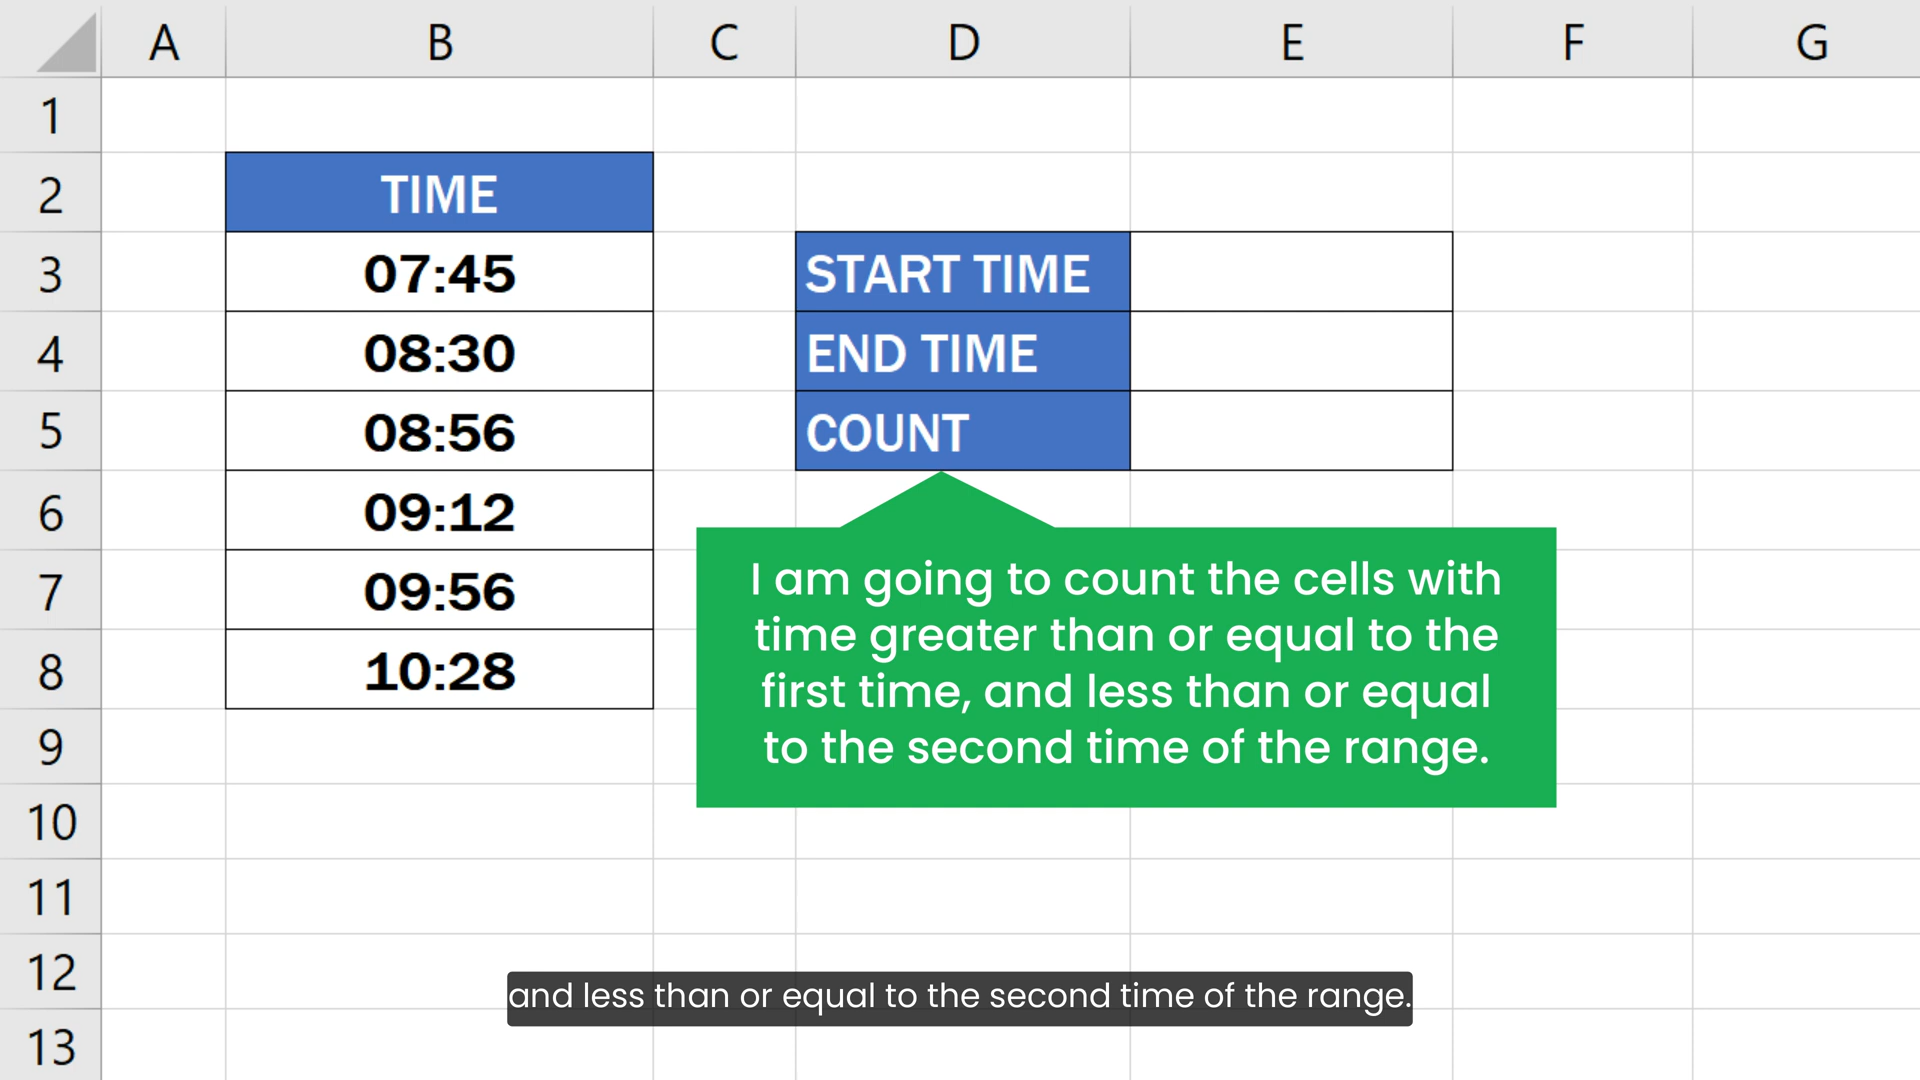 A B C D E F G
1
2 TIME
3 07:45 START TIME
4 08:30 END TIME
5 08:56 COUNT
6 09:12
7 09:56
8 10:28
9
10
11
12
13
I am going to count the cells with
time greater than or equal to the
first time, and less than or equal
to the second time of the range.
and less than or equal to the second time of the range.